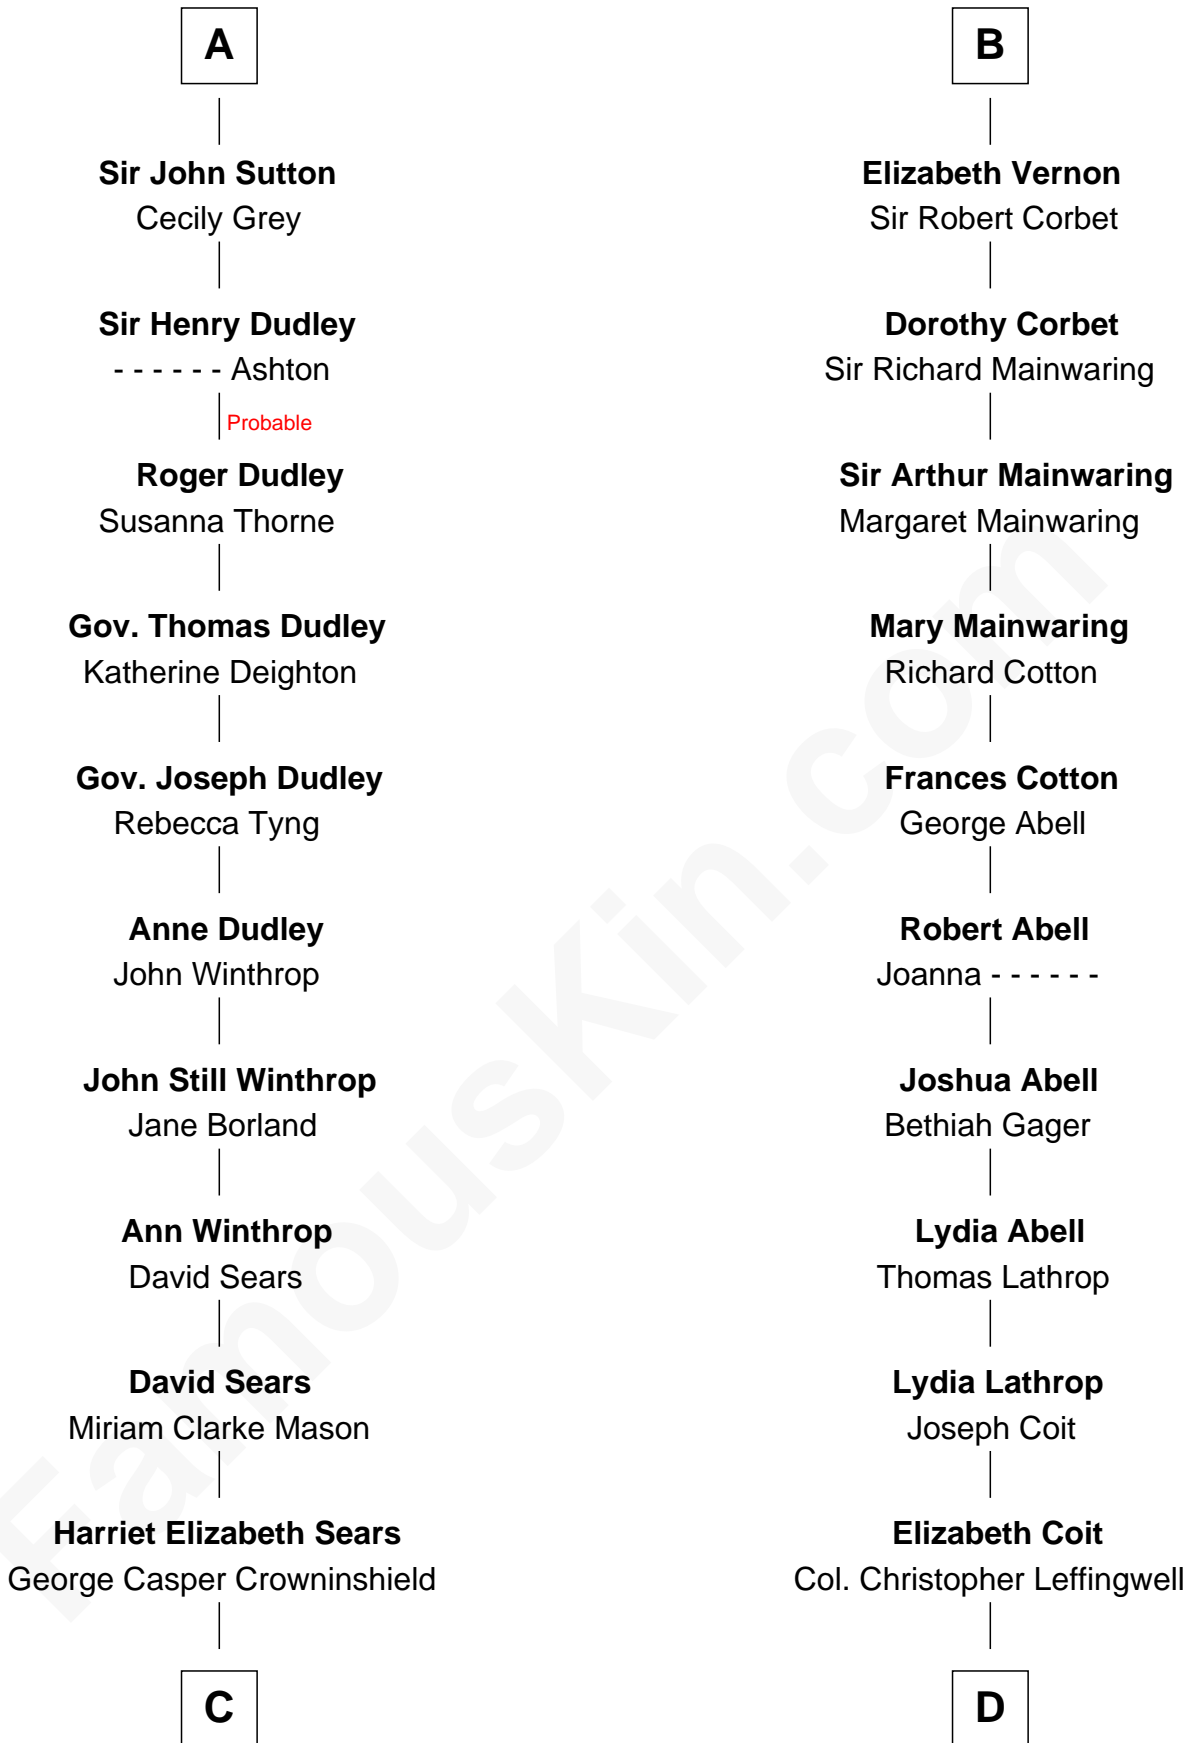 A
Sir John Sutton
Cecily Grey
Sir Henry Dudley
- - - - - - Ashton
Probable
Roger Dudley
Susanna Thorne
Gov. Thomas Dudley
Katherine Deighton
Gov. Joseph Dudley
Rebecca Tyng
Anne Dudley
John Winthrop
John Still Winthrop
Jane Borland
Ann Winthrop
David Sears
David Sears
Miriam Clarke Mason
Harriet Elizabeth Sears
George Casper Crowninshield
C
B
Elizabeth Vernon
Sir Robert Corbet
Dorothy Corbet
Sir Richard Mainwaring
Sir Arthur Mainwaring
Margaret Mainwaring
Mary Mainwaring
Richard Cotton
Frances Cotton
George Abell
Robert Abell
Joanna - - - - - -
Joshua Abell
Bethiah Gager
Lydia Abell
Thomas Lathrop
Lydia Lathrop
Joseph Coit
Elizabeth Coit
Col. Christopher Leffingwell
D
FamousKin.com